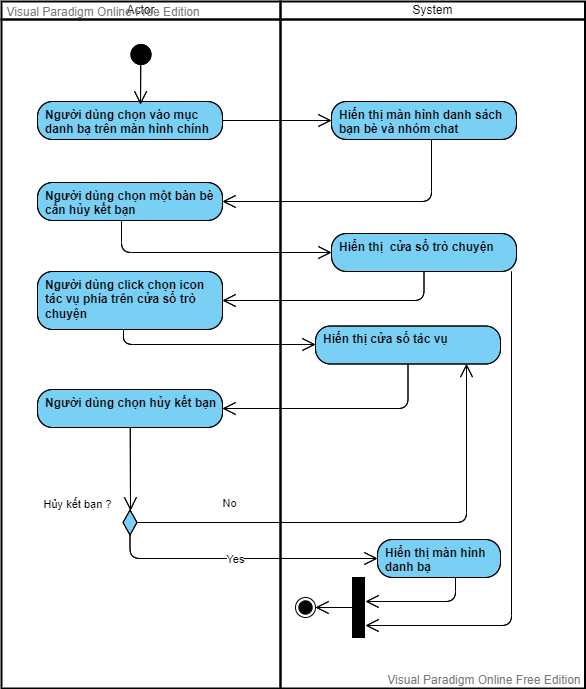 Visual Paradigm Online Free Edition
Actor
System
Người dùng chọn vào mục
danh bạ trên màn hình chính
Hiển thị màn hình danh sách
bạn bè và nhóm chat
Người dùng chọn một bàn bè
cần hủy kết bạn
Hiển thị cửa sổ trò chuyện
Người dùng click chọn icon
tác vụ phía trên cửa sổ trò
chuyện
Hiển thị cửa sổ tác vụ
Người dùng chọn hủy kết bạn
Hủy kết bạn ?
No
Yes
Hiển thị màn hình
danh bạ
Visual Paradigm Online Free Edition